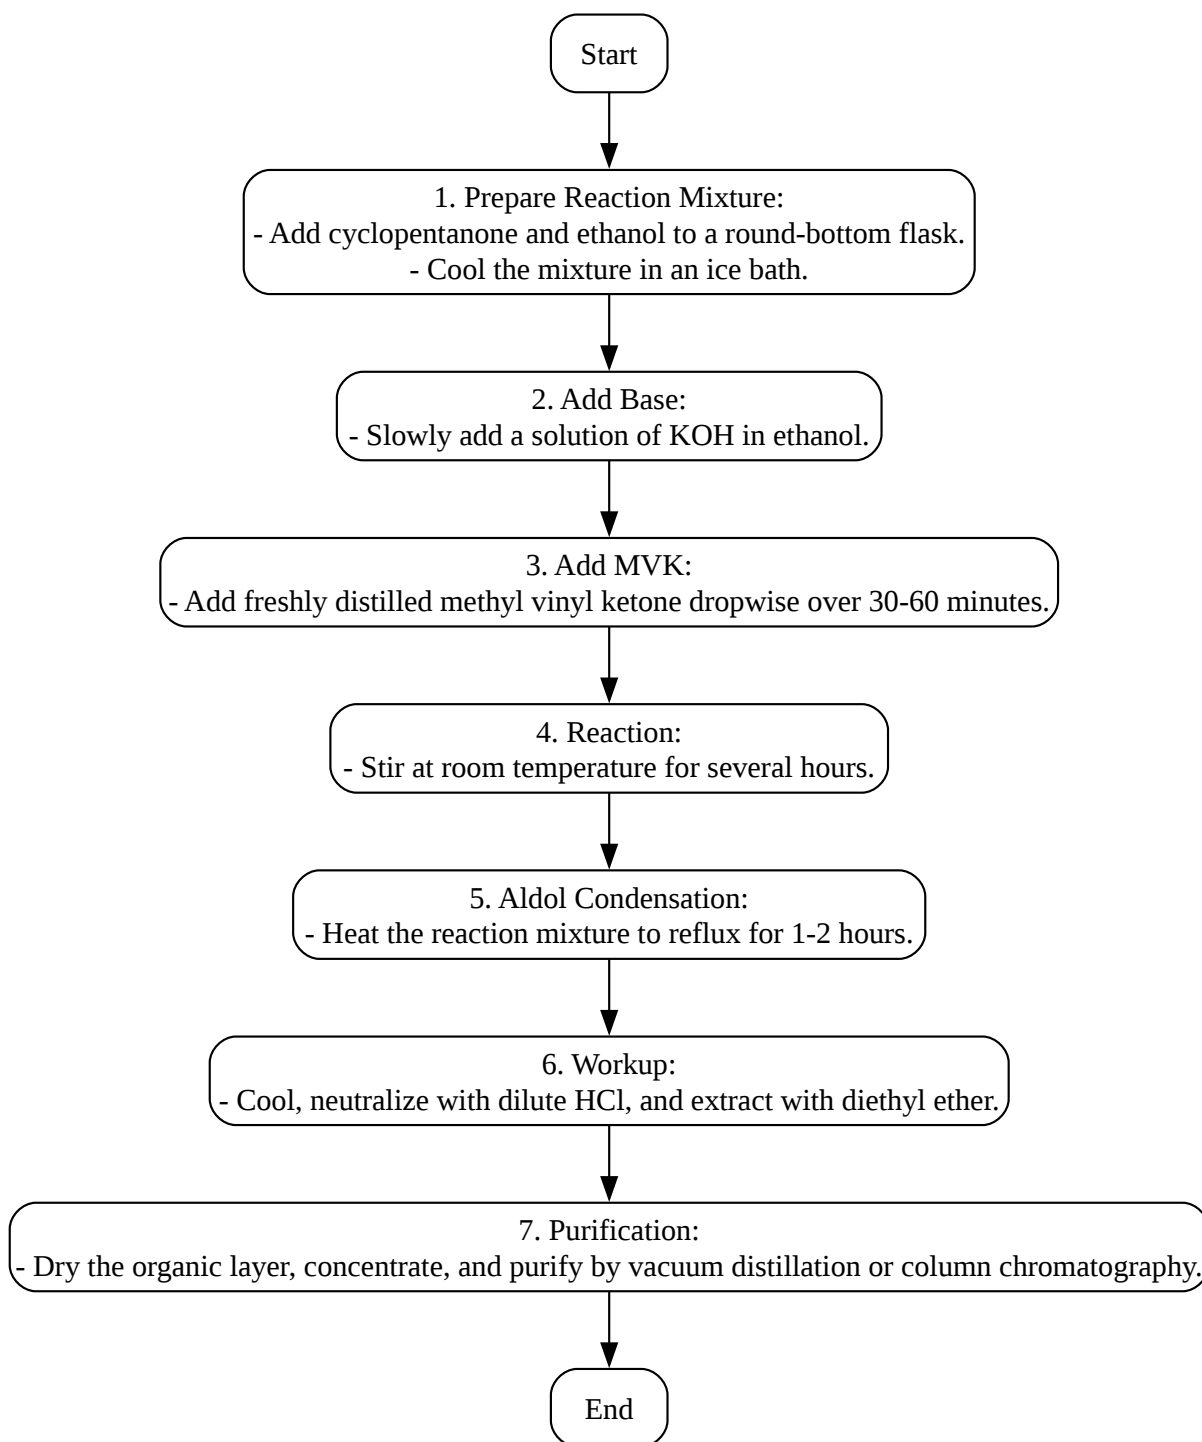 Start
1. Prepare Reaction Mixture:
- Add cyclopentanone and ethanol to a round-bottom flask.
- Cool the mixture in an ice bath.
2. Add Base:
- Slowly add a solution of KOH in ethanol.
3. Add MVK:
- Add freshly distilled methyl vinyl ketone dropwise over 30-60 minutes.
4. Reaction:
- Stir at room temperature for several hours.
5. Aldol Condensation:
- Heat the reaction mixture to reflux for 1-2 hours.
6. Workup:
- Cool, neutralize with dilute HCl, and extract with diethyl ether.
7. Purification:
- Dry the organic layer, concentrate, and purify by vacuum distillation or column chromatography.
End